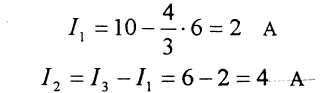 I₁ = 10 − 4/3 · 6 = 2 A
I₂ = I₃ − I₁ = 6 − 2 = 4 A